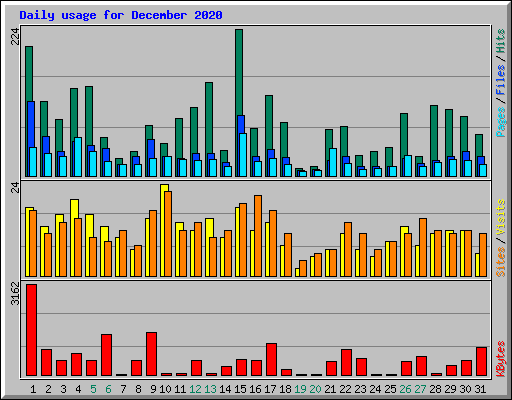 Daily usage for December 2020
224
Pages / Files / Hits
24
Sites / Visits
3162
KBytes
1 2 3 4 5 6 7 8 9 10 11 12 13 14 15 16 17 18 19 20 21 22 23 24 25 26 27 28 29 30 31